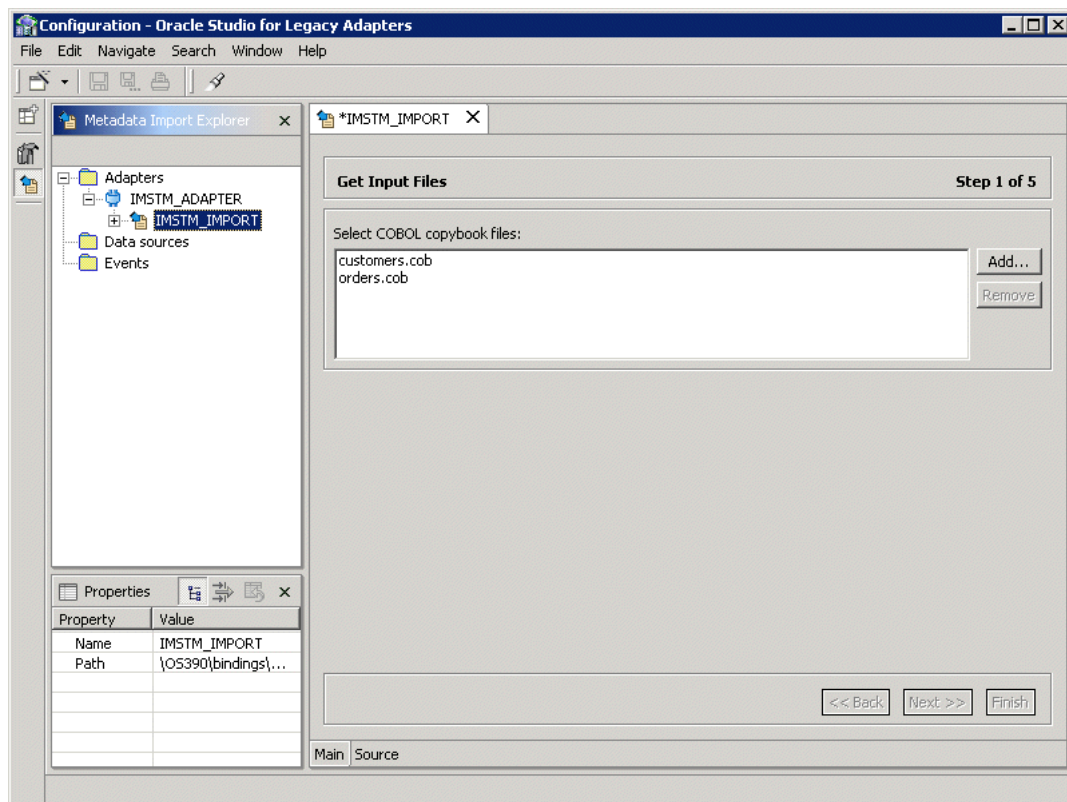 Configuration - Oracle Studio for Legacy Adapters
File Edit Navigate Search Window Help
Metadata Import Explorer
Adapters
IMSTM_ADAPTER
IMSTM_IMPORT
Data sources
Events
*IMSTM_IMPORT
Get Input Files Step 1 of 5
Select COBOL copybook files:
customers.cob
orders.cob
Add...
Remove
Properties
Property Value
Name IMSTM_IMPORT
Path \OS390\bindings\...
<< Back Next >> Finish
Main Source